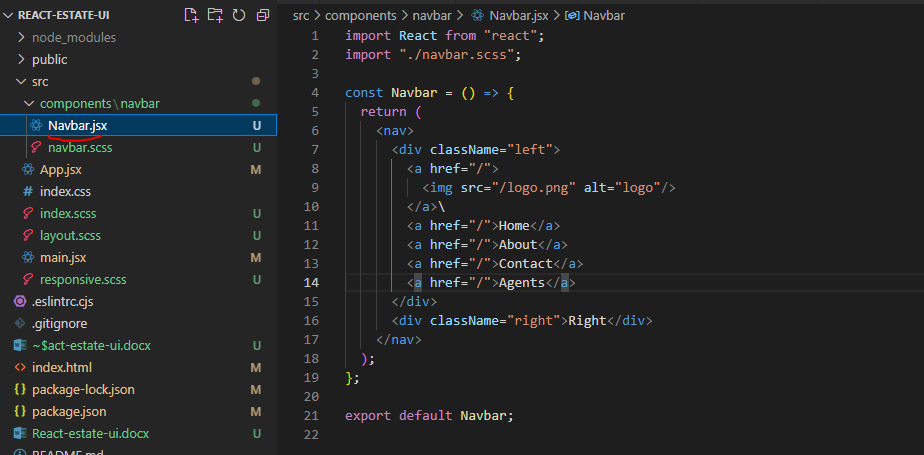 REACT-ESTATE-UI
node_modules
public
src
components\navbar
Navbar.jsx U
navbar.scss U
App.jsx M
# index.css
index.scss U
layout.scss U
main.jsx M
responsive.scss U
.eslintrc.cjs
.gitignore
~$act-estate-ui.docx U
<> index.html M
{} package-lock.json M
{} package.json M
React-estate-ui.docx U
README.md
src > components > navbar > Navbar.jsx > Navbar
1 import React from "react";
2 import "./navbar.scss";
3
4 const Navbar = () => {
5 return (
6 <nav>
7 <div className="left">
8 <a href="/">
9 <img src="/logo.png" alt="logo"/>
10 </a>\
11 <a href="/">Home</a>
12 <a href="/">About</a>
13 <a href="/">Contact</a>
14 <a href="/">Agents</a>
15 </div>
16 <div className="right">Right</div>
17 </nav>
18 );
19 };
20
21 export default Navbar;
22